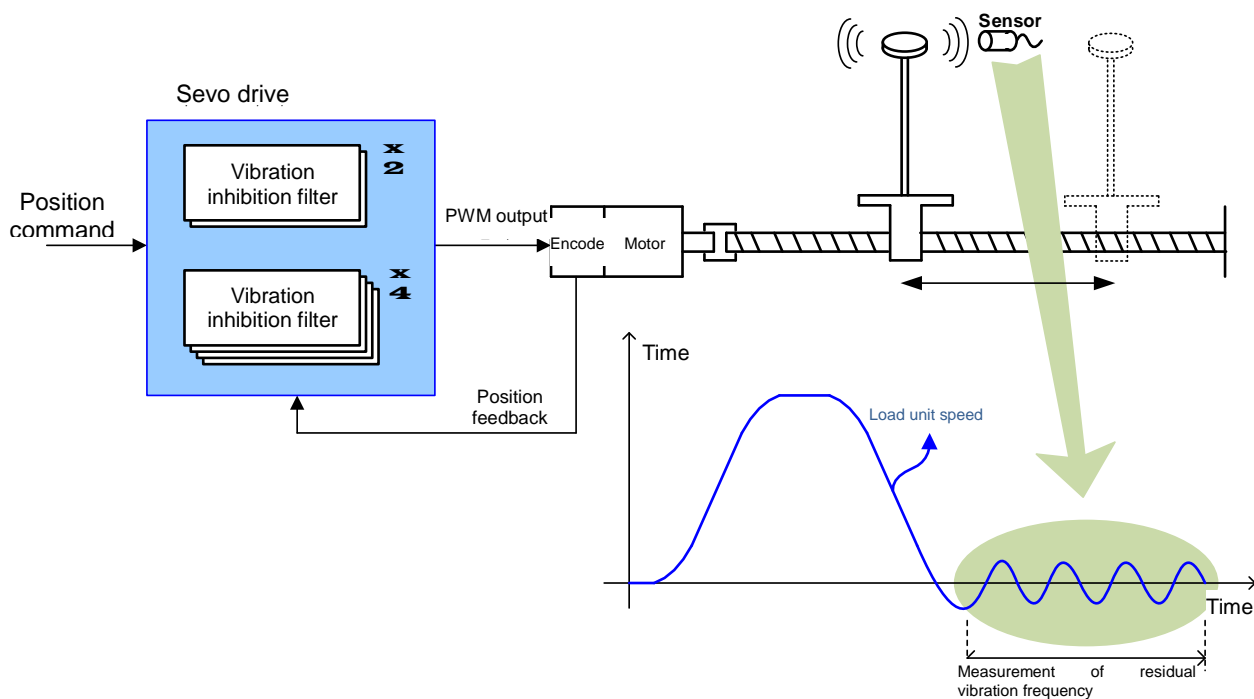 Sensor
Sevo drive
Vibration
inhibition filter
x
2
Position
command
PWM output
Encode
Motor
Vibration
inhibition filter
x
4
Position
feedback
Time
Load unit speed
Time
Measurement of residual
vibration frequency